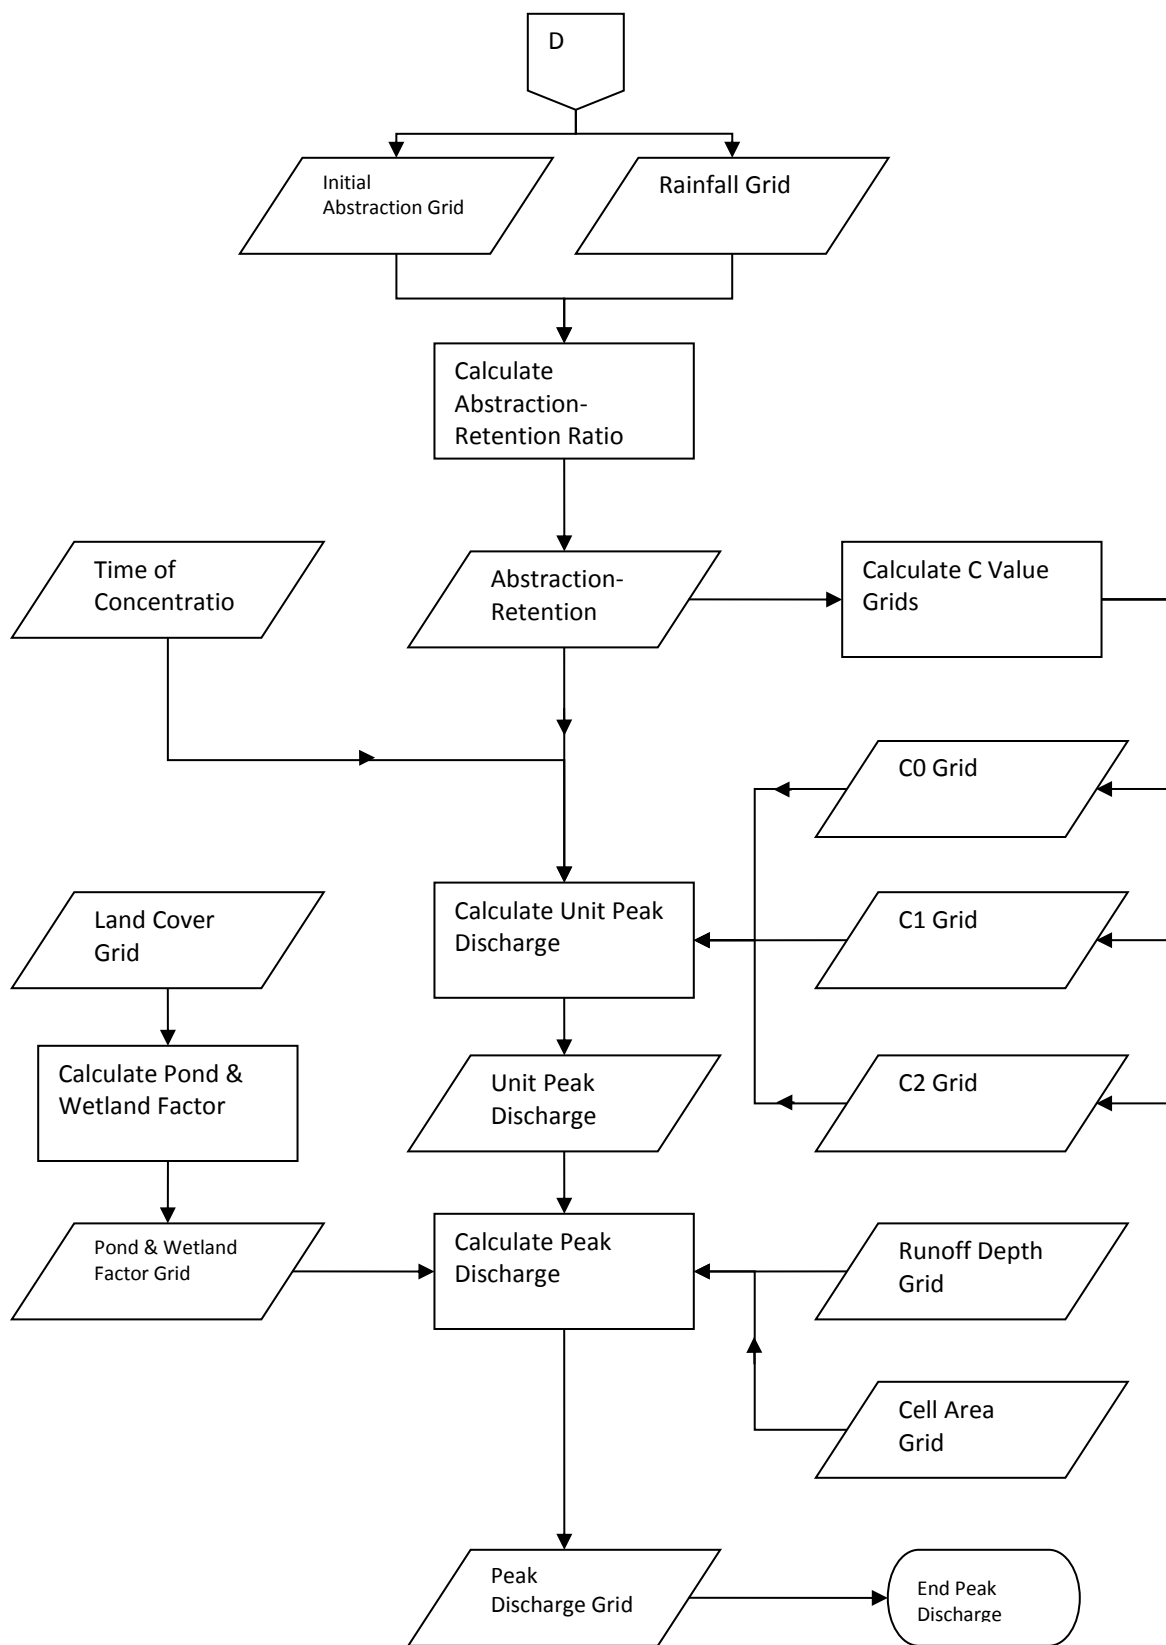 D
Initial
Abstraction Grid
Rainfall Grid
Calculate
Abstraction-
Retention Ratio
Time of
Concentratio
Abstraction-
Retention
Calculate C Value
Grids
C0 Grid
Land Cover
Grid
Calculate Unit Peak
Discharge
C1 Grid
Calculate Pond &
Wetland Factor
Unit Peak
Discharge
C2 Grid
Pond & Wetland
Factor Grid
Calculate Peak
Discharge
Runoff Depth
Grid
Cell Area
Grid
Peak
Discharge Grid
End Peak
Discharge